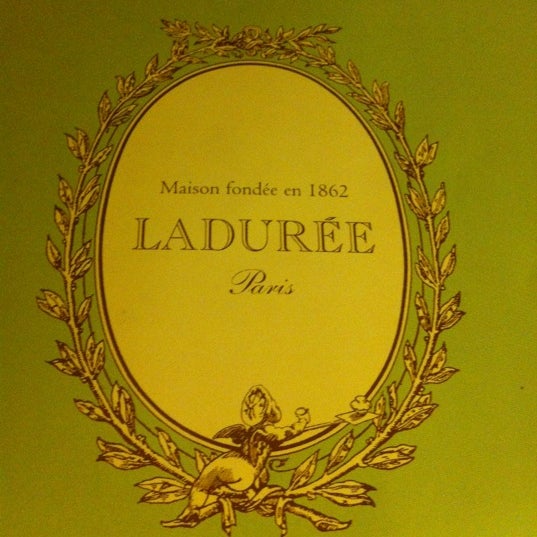 Maison fondée en 1862
LADURÉE
Paris